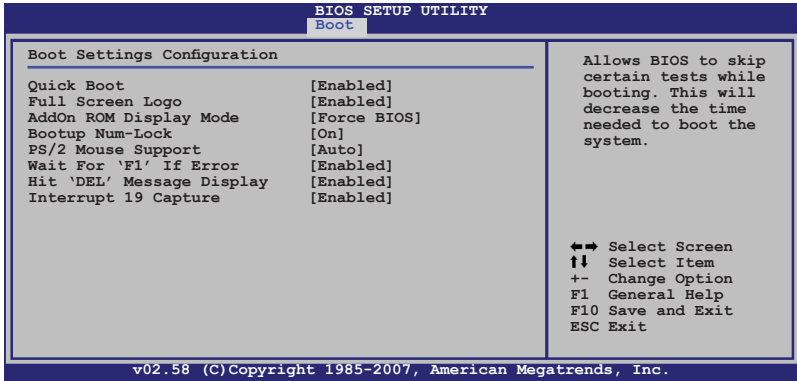 BIOS SETUP UTILITY
Boot
Boot Settings Configuration
Quick Boot [Enabled]
Full Screen Logo [Enabled]
AddOn ROM Display Mode [Force BIOS]
Bootup Num-Lock [On]
PS/2 Mouse Support [Auto]
Wait For ‘F1’ If Error [Enabled]
Hit ‘DEL’ Message Display [Enabled]
Interrupt 19 Capture [Enabled]
Allows BIOS to skip
certain tests while
booting. This will
decrease the time
needed to boot the
system.
←→ Select Screen
↑↓ Select Item
+- Change Option
F1 General Help
F10 Save and Exit
ESC Exit
v02.58 (C)Copyright 1985-2007, American Megatrends, Inc.